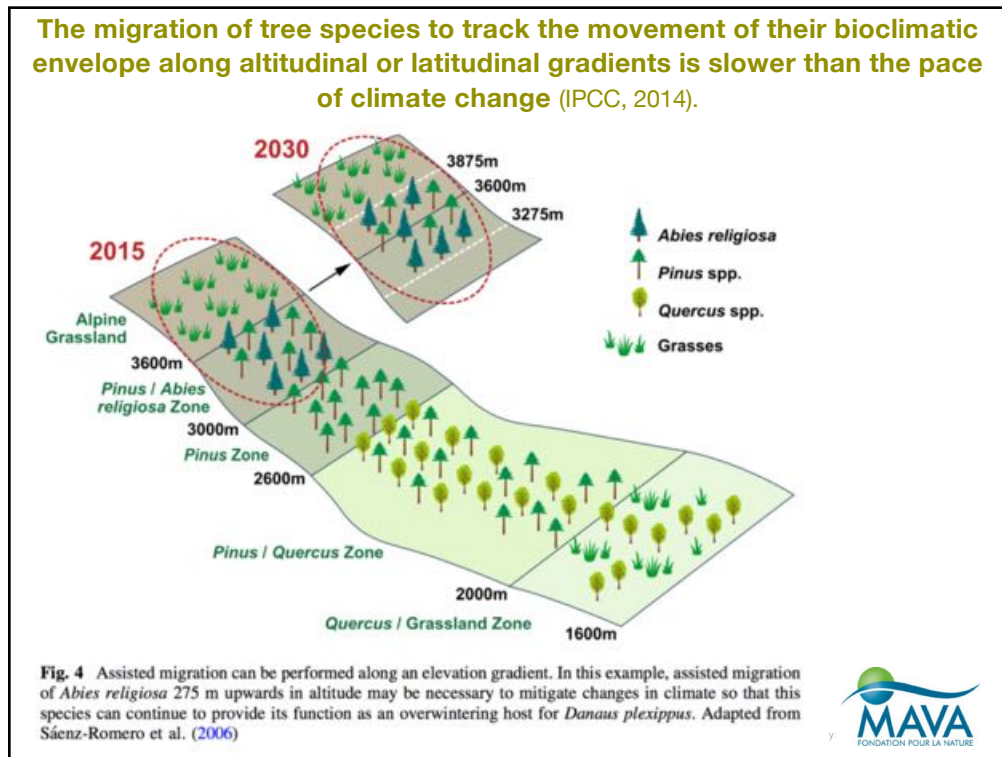 The migration of tree species to track the movement of their bioclimatic
envelope along altitudinal or latitudinal gradients is slower than the pace
of climate change (IPCC, 2014).
2030
3875m
3600m
3275m
Abies religiosa
Pinus spp.
Quercus spp.
Grasses
2015
Alpine
Grassland
3600m
Pinus / Abies
religiosa Zone
3000m
Pinus Zone
2600m
Pinus / Quercus Zone
2000m
Quercus / Grassland Zone
1600m
Fig. 4 Assisted migration can be performed along an elevation gradient. In this example, assisted migration
of Abies religiosa 275 m upwards in altitude may be necessary to mitigate changes in climate so that this
species can continue to provide its function as an overwintering host for Danaus plexippus. Adapted from
Sáenz-Romero et al. (2006)
y:
MAVA
FONDATION POUR LA NATURE